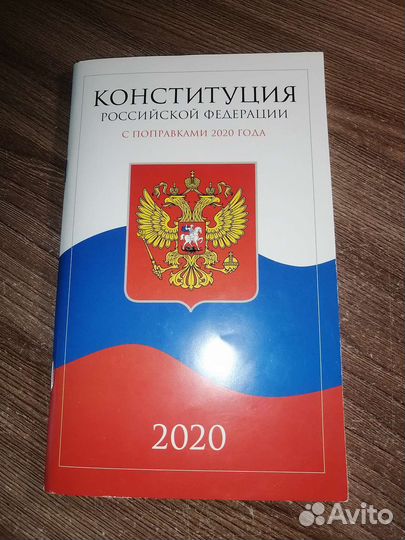 КОНСТИТУЦИЯ
РОССИЙСКОЙ ФЕДЕРАЦИИ
С ПОПРАВКАМИ 2020 ГОДА
2020
Avito